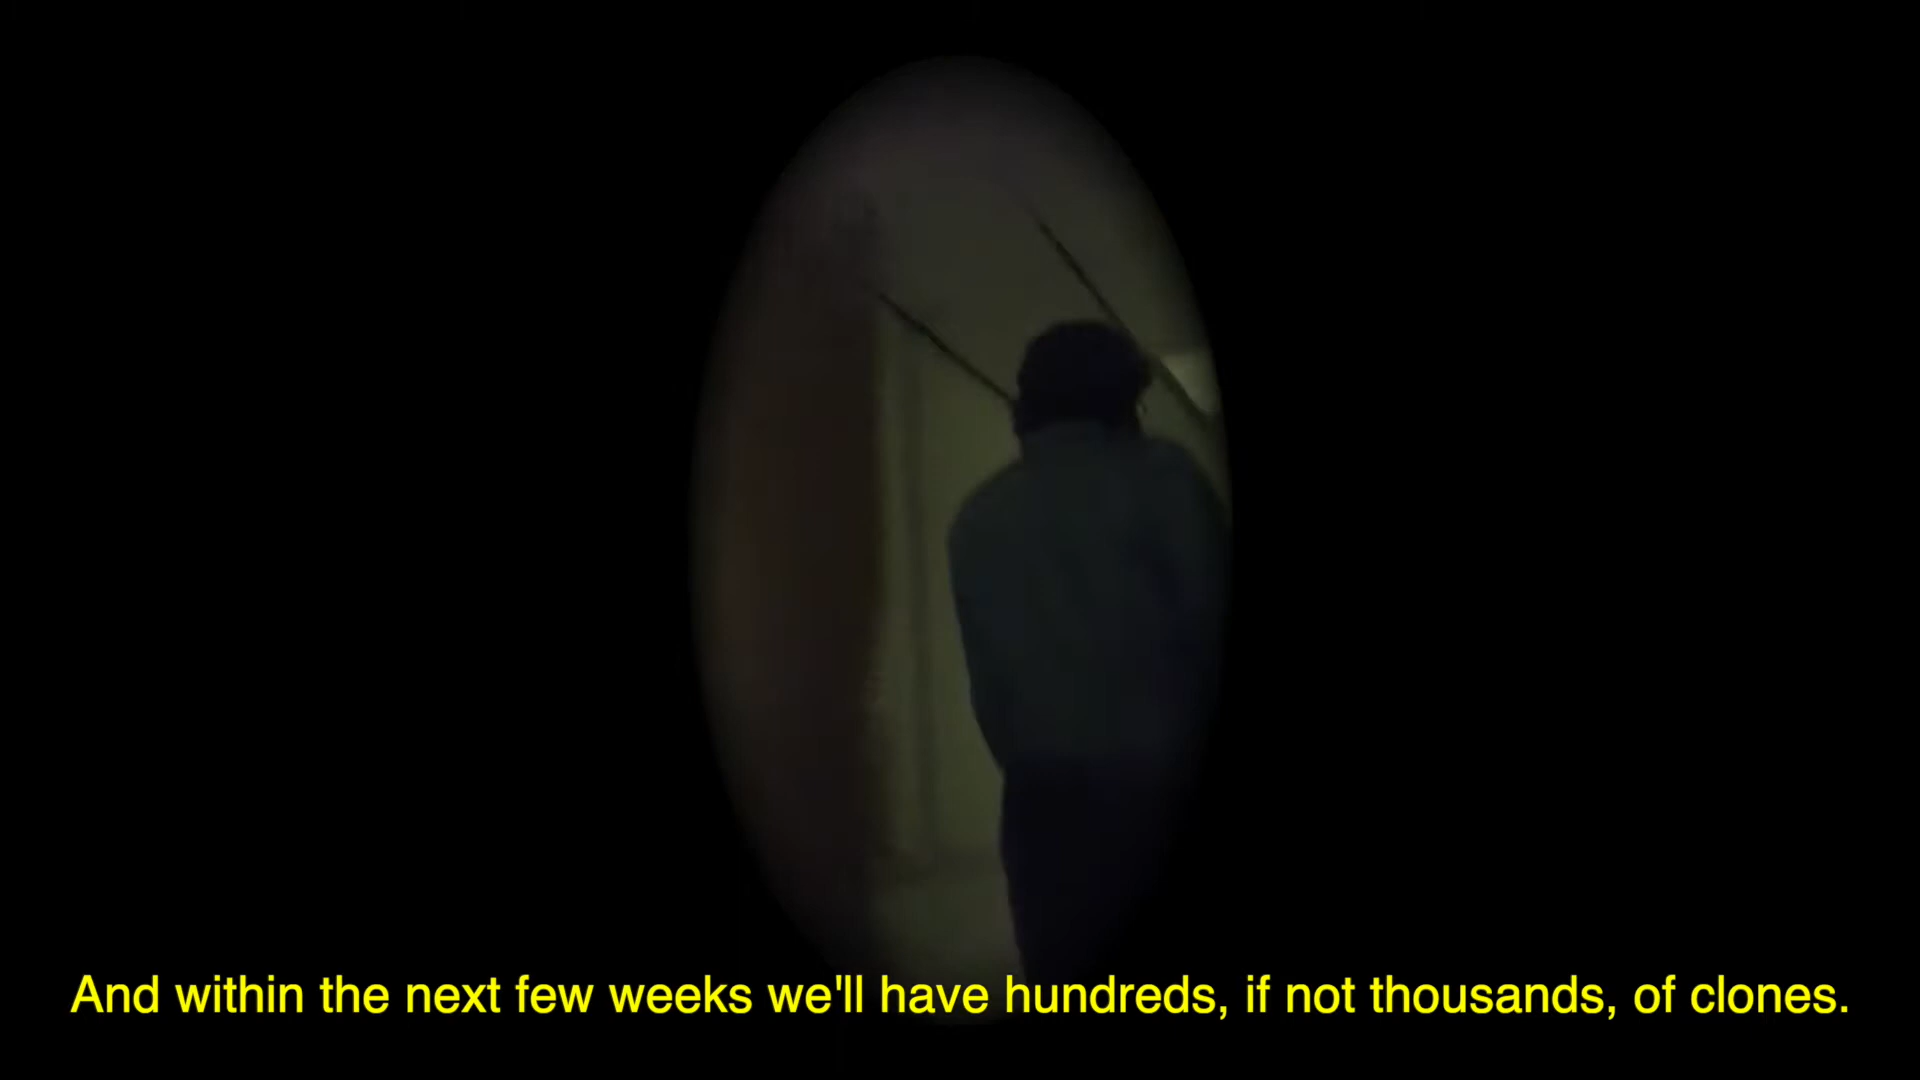 And within the next few weeks we'll have hundreds, if not thousands, of clones.